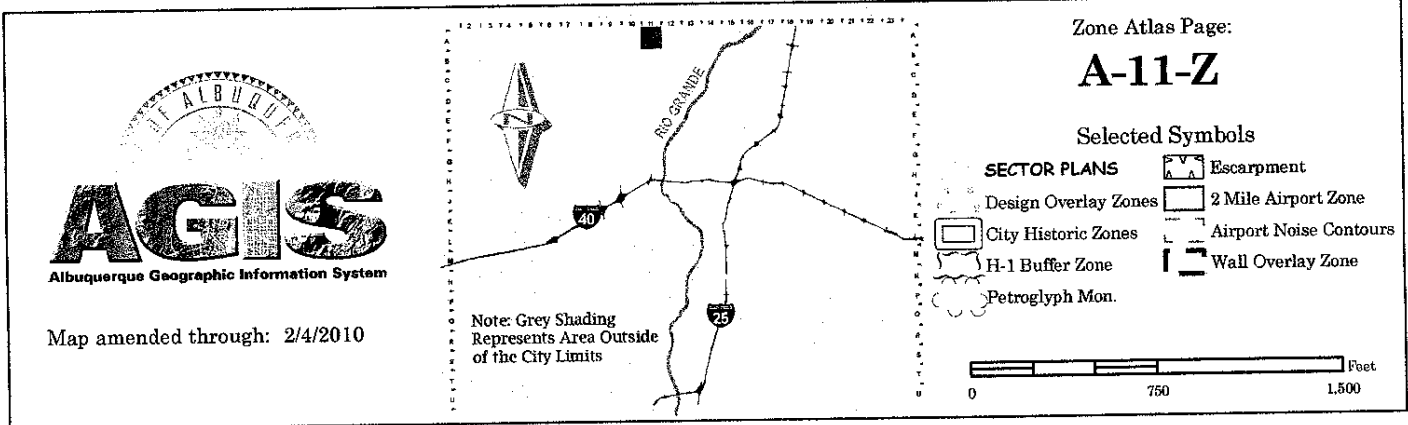 OF ALBUQUE
AGIS
Albuquerque Geographic Information System
Map amended through: 2/4/2010
RIO GRANDE
40
25
Note: Grey Shading
Represents Area Outside
of the City Limits
Zone Atlas Page:
A-11-Z
Selected Symbols
SECTOR PLANS
Escarpment
Design Overlay Zones
2 Mile Airport Zone
City Historic Zones
Airport Noise Contours
H-1 Buffer Zone
Wall Overlay Zone
Petroglyph Mon.
Feet
0 750 1,500